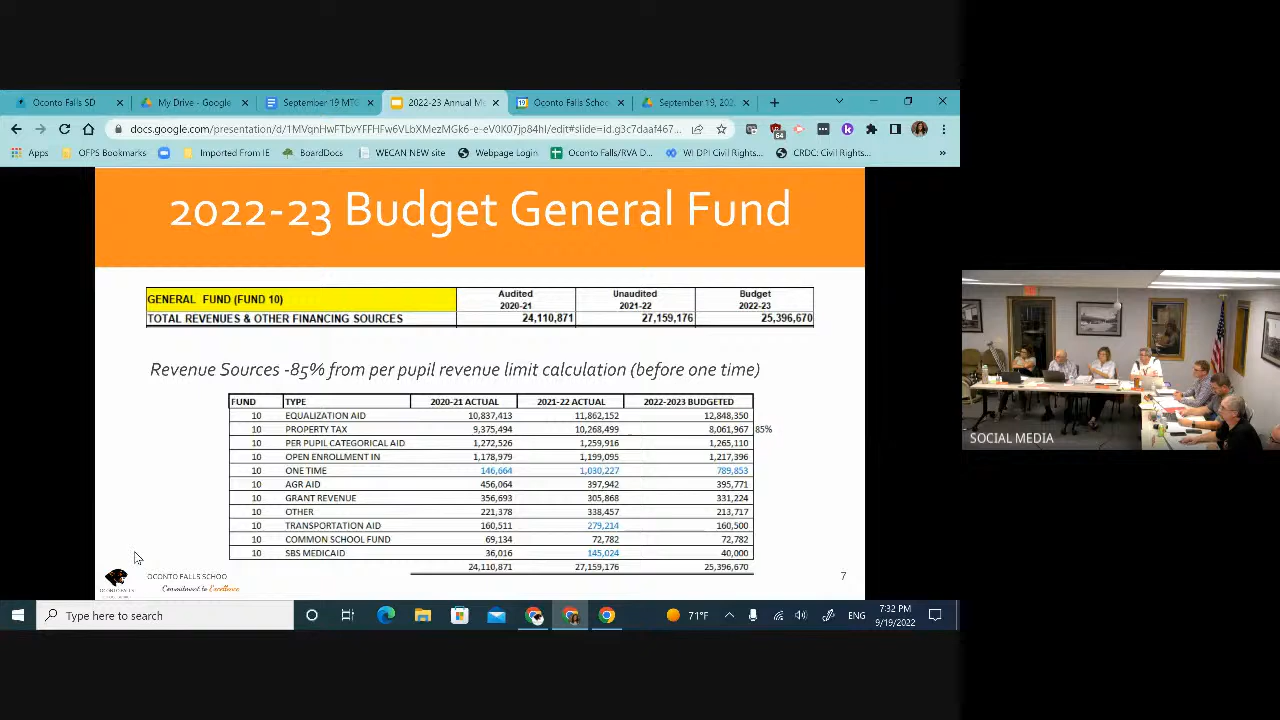 Oconto Falls SD
My Drive - Google
September 19 MTG
2022-23 Annual Me
Oconto Falls Schoo
September 19, 202
docs.google.com/presentation/d/1MVqnHwFTbvYFFHFw6VLbXMezMGk6-e-eV0K07jp84hI/edit#slide=id.g3c7daaf467...
64
Apps
OFPS Bookmarks
Imported From IE
BoardDocs
WECAN NEW site
Webpage Login
Oconto Falls/RVA D...
WI DPI Civil Rights...
CRDC: Civil Rights...
»
2022-23 Budget General Fund
GENERAL FUND (FUND 10) Audited 2020-21 Unaudited 2021-22 Budget 2022-23
TOTAL REVENUES & OTHER FINANCING SOURCES 24,110,871 27,159,176 25,396,670
Revenue Sources -85% from per pupil revenue limit calculation (before one time)
FUND TYPE 2020-21 ACTUAL 2021-22 ACTUAL 2022-2023 BUDGETED
10 EQUALIZATION AID 10,837,413 11,862,152 12,848,350
10 PROPERTY TAX 9,375,494 10,268,499 8,061,967 85%
10 PER PUPIL CATEGORICAL AID 1,272,526 1,259,916 1,265,110
10 OPEN ENROLLMENT IN 1,178,979 1,199,095 1,217,396
10 ONE TIME 146,664 1,030,227 789,853
10 AGR AID 456,064 397,942 395,771
10 GRANT REVENUE 356,693 305,868 331,224
10 OTHER 221,378 338,457 213,717
10 TRANSPORTATION AID 160,511 279,214 160,500
10 COMMON SCHOOL FUND 69,134 72,782 72,782
10 SBS MEDICAID 36,016 145,024 40,000
24,110,871 27,159,176 25,396,670
OCONTO FALLS SCHOO
Commitment to Excellence
7
SOCIAL MEDIA
Type here to search
71°F
ENG
7:32 PM
9/19/2022